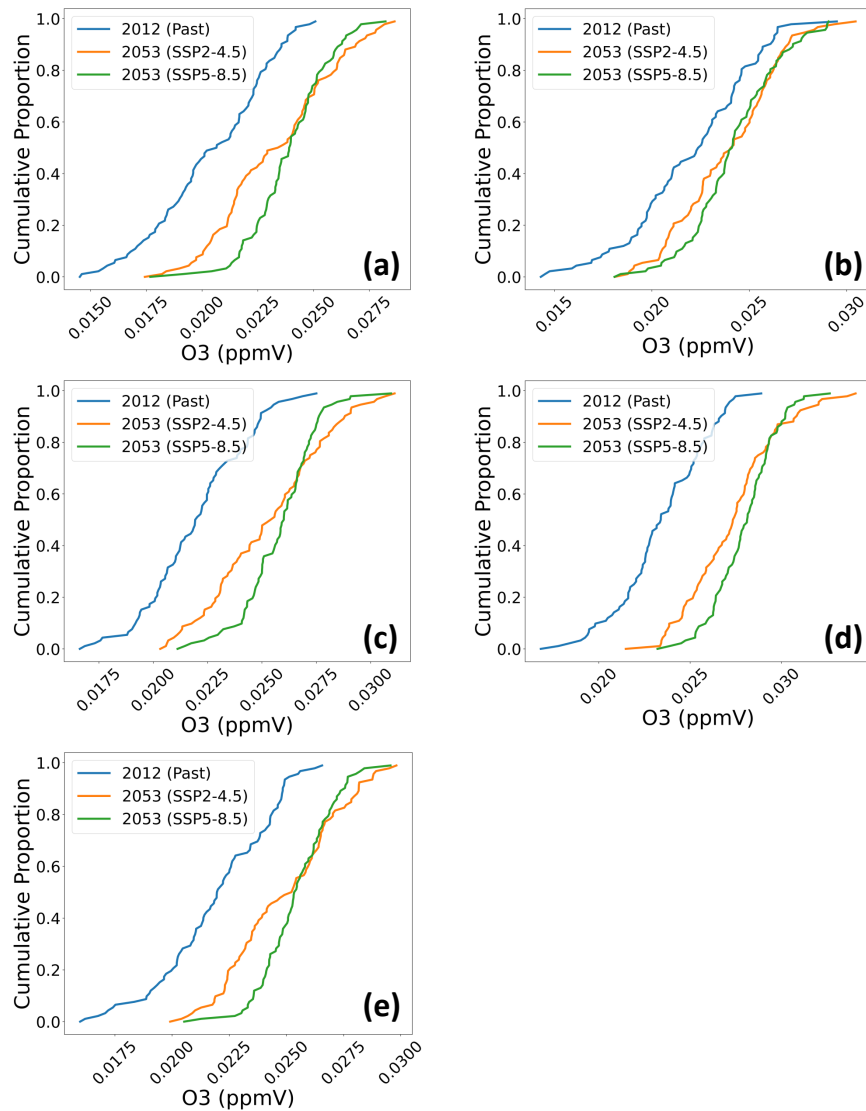 2012 (Past)
2053 (SSP2-4.5)
2053 (SSP5-8.5)
Cumulative Proportion
1.0
0.8
0.6
0.4
0.2
0.0
(a)
0.0150
0.0175
0.0200
0.0225
0.0250
0.0275
O3 (ppmV)
2012 (Past)
2053 (SSP2-4.5)
2053 (SSP5-8.5)
Cumulative Proportion
1.0
0.8
0.6
0.4
0.2
0.0
(b)
0.015
0.020
0.025
0.030
O3 (ppmV)
2012 (Past)
2053 (SSP2-4.5)
2053 (SSP5-8.5)
Cumulative Proportion
1.0
0.8
0.6
0.4
0.2
0.0
(c)
0.0175
0.0200
0.0225
0.0250
0.0275
0.0300
O3 (ppmV)
2012 (Past)
2053 (SSP2-4.5)
2053 (SSP5-8.5)
Cumulative Proportion
1.0
0.8
0.6
0.4
0.2
0.0
(d)
0.020
0.025
0.030
O3 (ppmV)
2012 (Past)
2053 (SSP2-4.5)
2053 (SSP5-8.5)
Cumulative Proportion
1.0
0.8
0.6
0.4
0.2
0.0
(e)
0.0175
0.0200
0.0225
0.0250
0.0275
0.0300
O3 (ppmV)